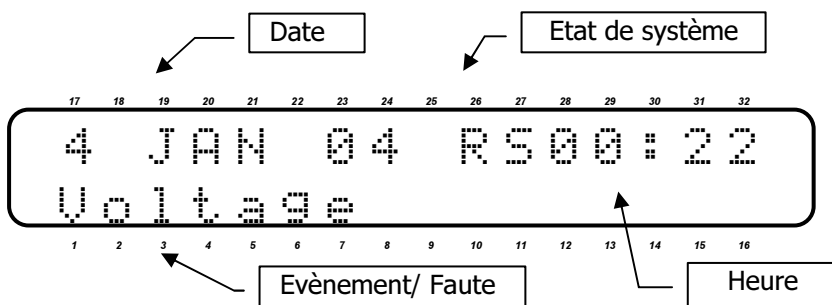 Date
Etat de système
17 18 19 20 21 22 23 24 25 26 27 28 29 30 31 32
4 JAN 04 RS00:22
Voltage
1 2 3 4 5 6 7 8 9 10 11 12 13 14 15 16
Evènement/ Faute
Heure